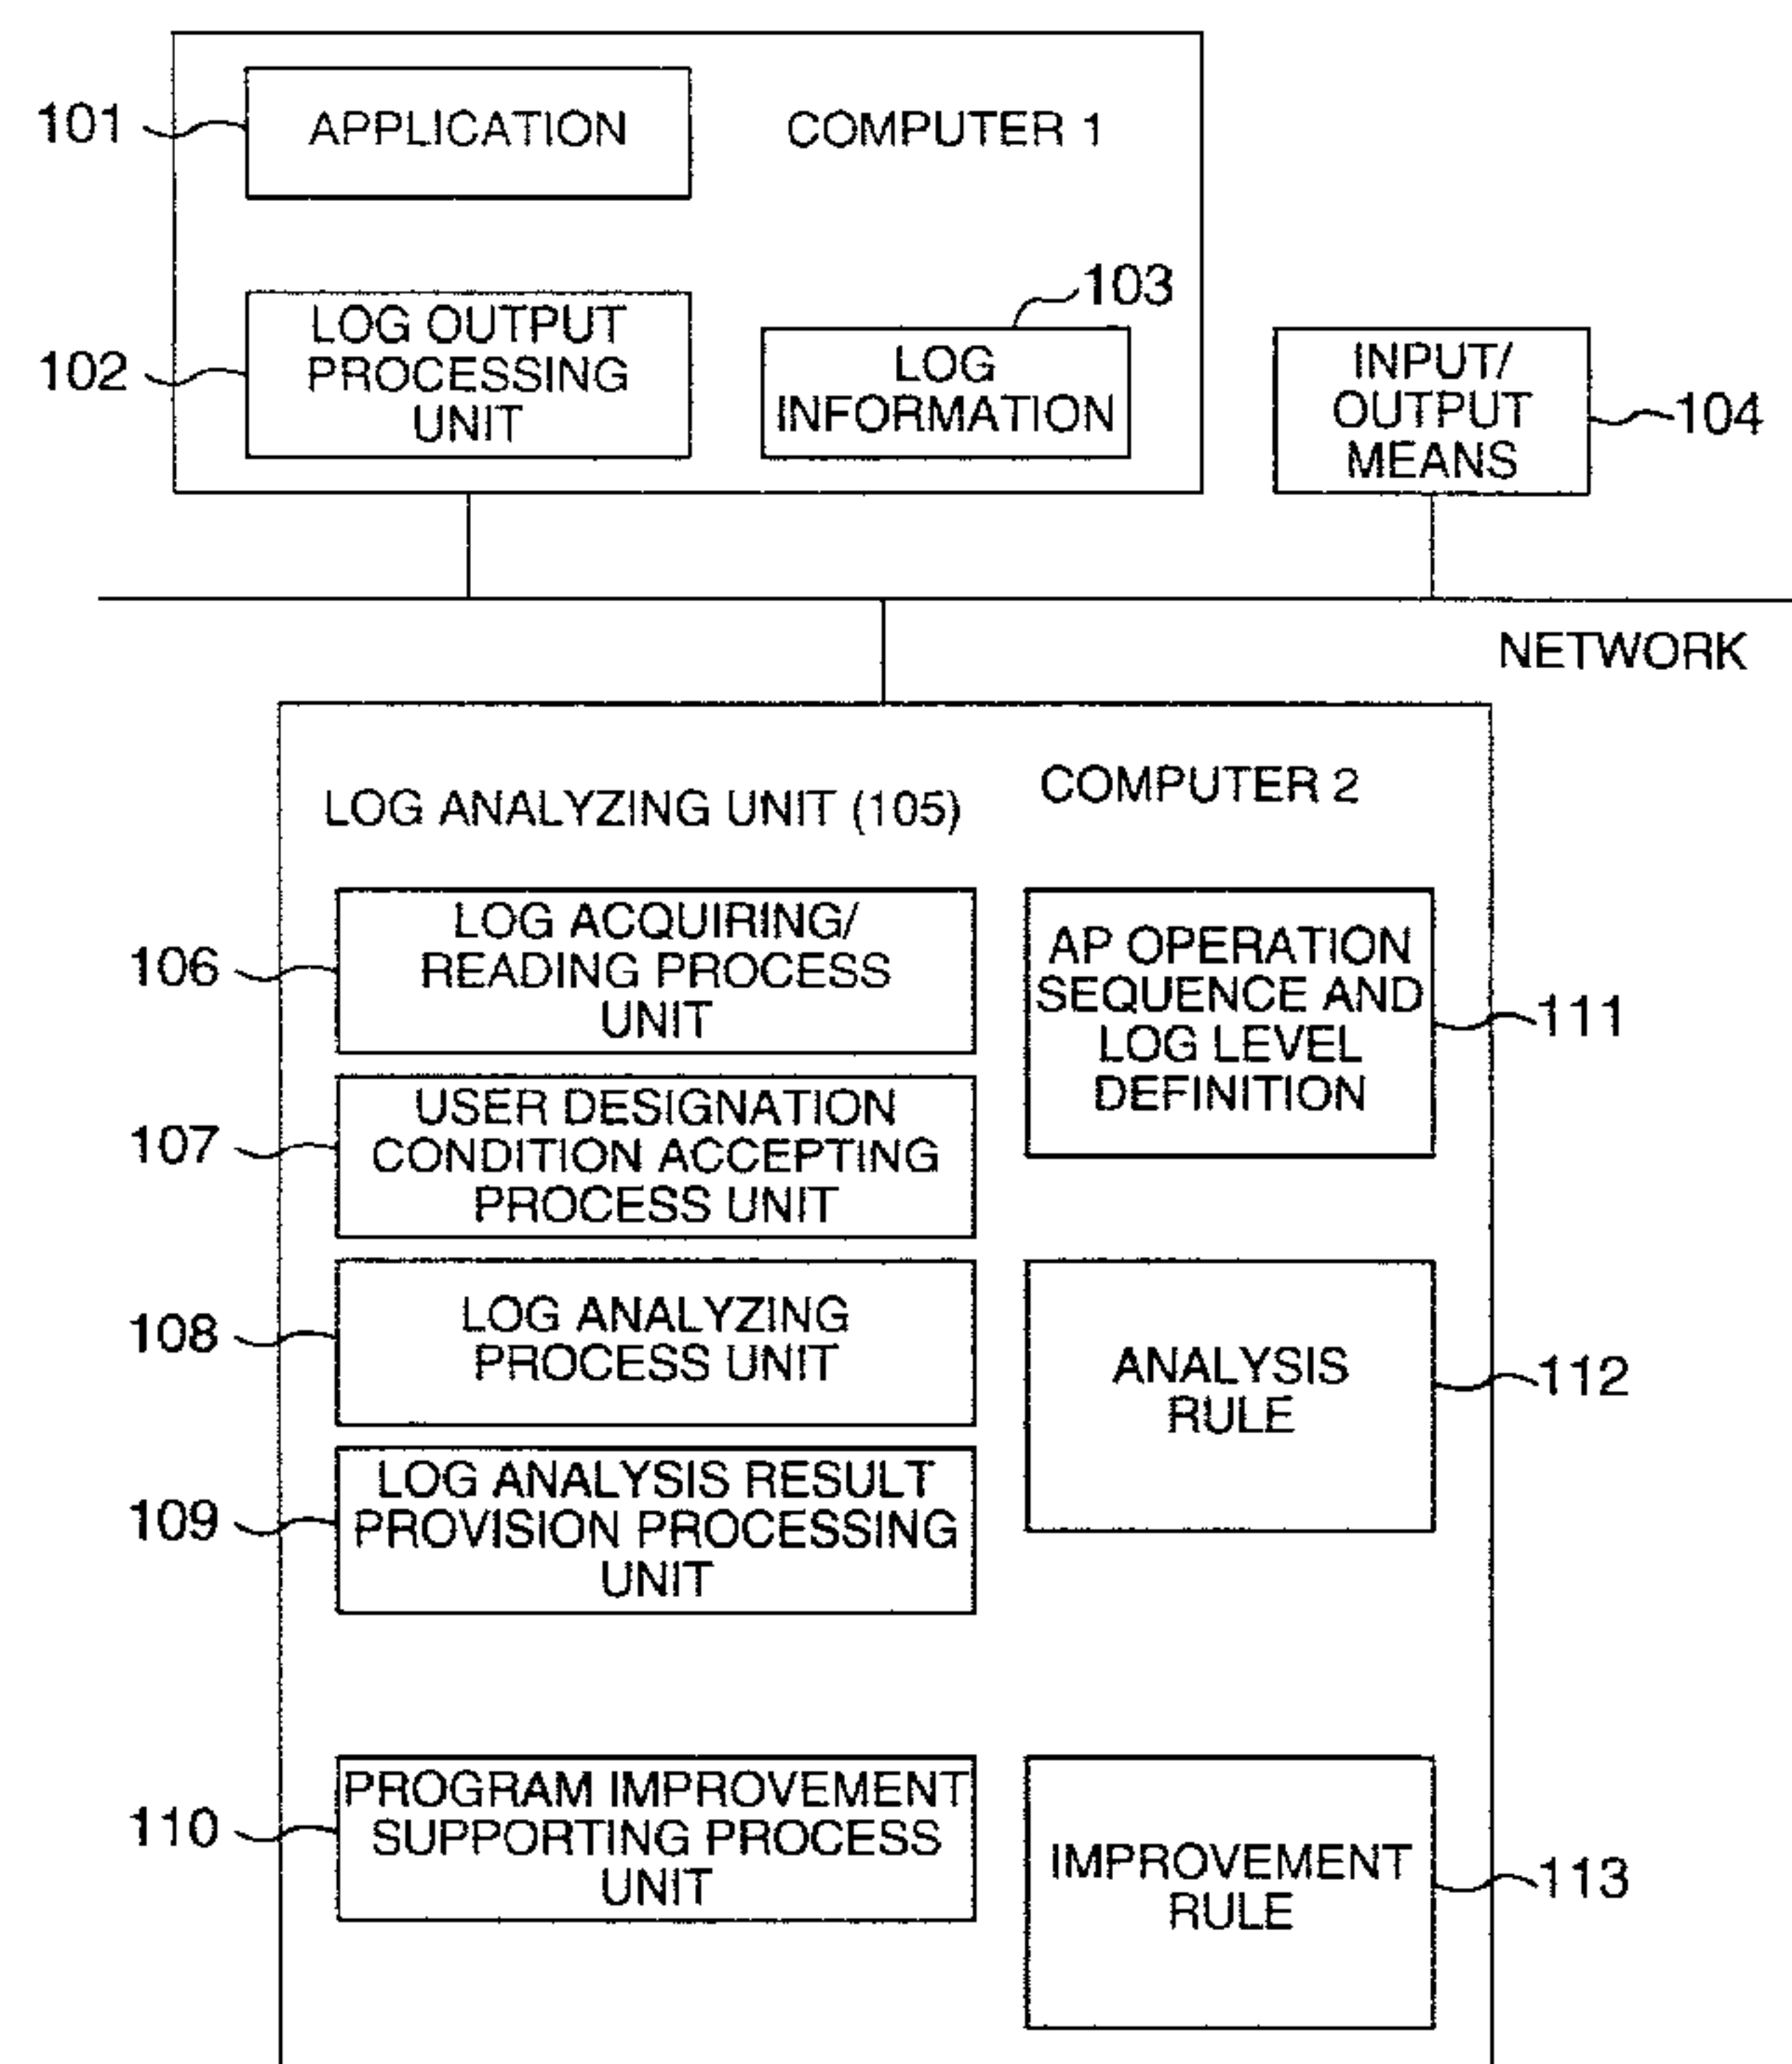 101
APPLICATION
COMPUTER 1
102
LOG OUTPUT
PROCESSING
UNIT
103
LOG
INFORMATION
INPUT/
OUTPUT
MEANS
104
NETWORK
LOG ANALYZING UNIT (105)
COMPUTER 2
106
LOG ACQUIRING/
READING PROCESS
UNIT
AP OPERATION
SEQUENCE AND
LOG LEVEL
DEFINITION
111
107
USER DESIGNATION
CONDITION ACCEPTING
PROCESS UNIT
108
LOG ANALYZING
PROCESS UNIT
ANALYSIS
RULE
112
109
LOG ANALYSIS RESULT
PROVISION PROCESSING
UNIT
110
PROGRAM IMPROVEMENT
SUPPORTING PROCESS
UNIT
IMPROVEMENT
RULE
113